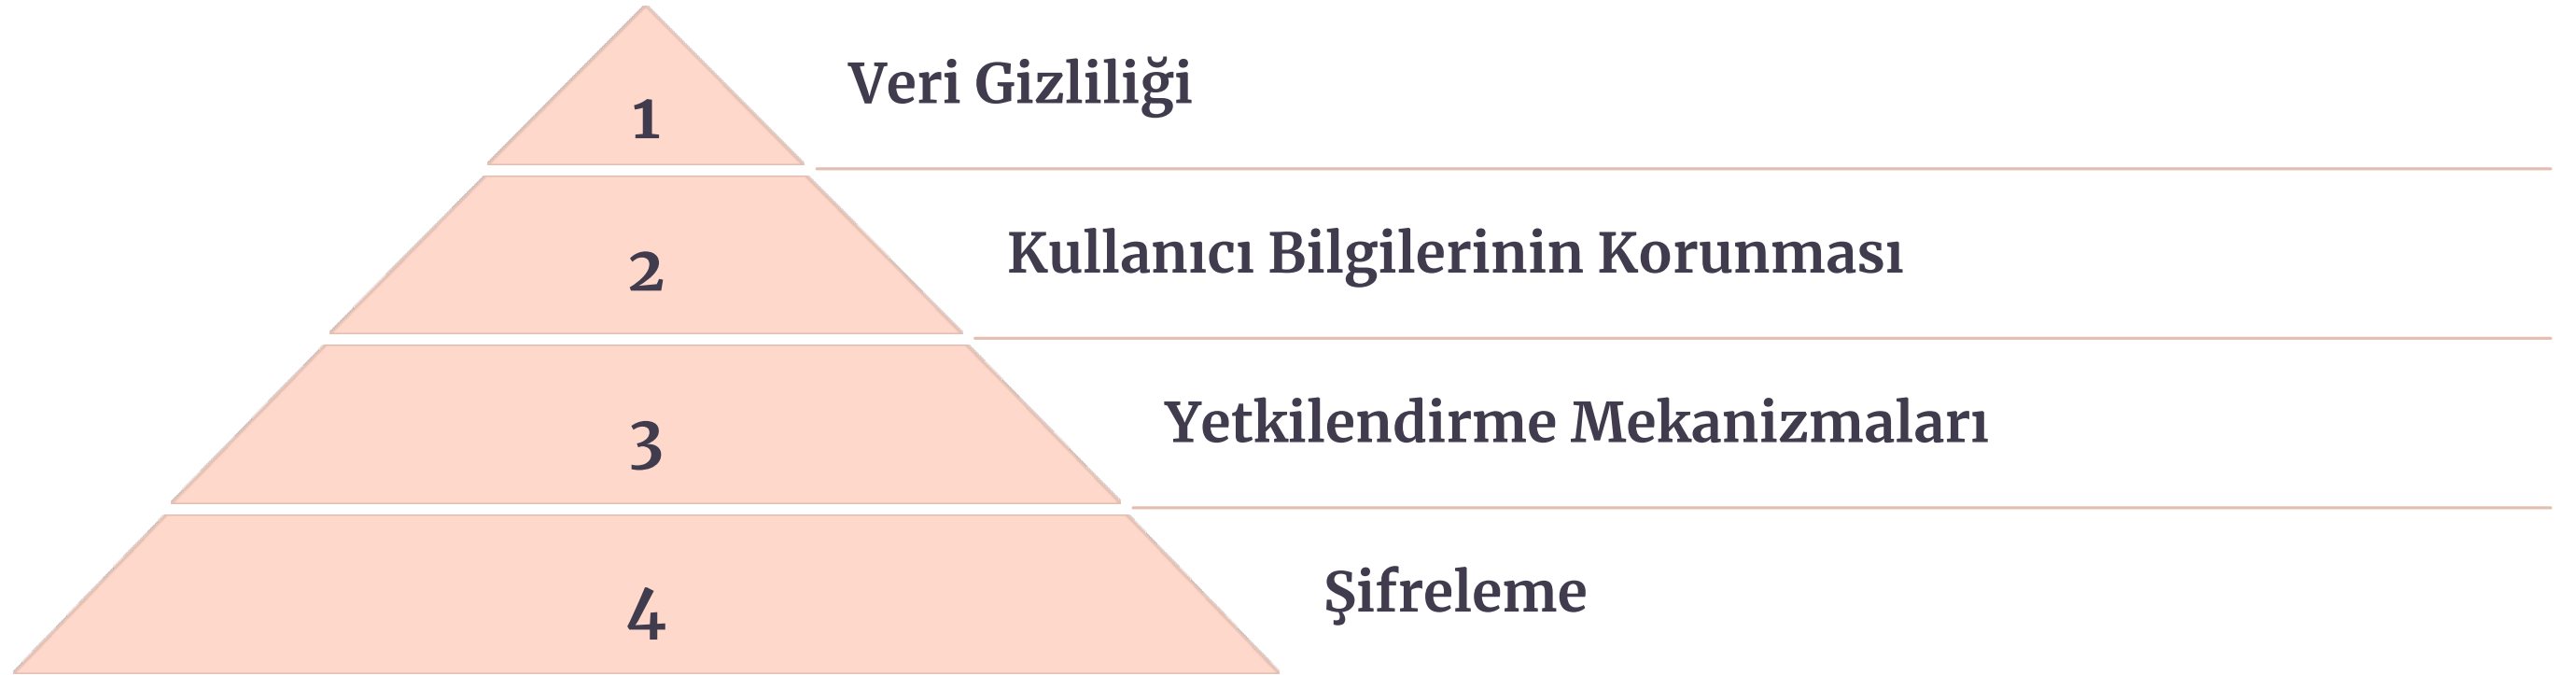 1
Veri Gizliliği
2
Kullanıcı Bilgilerinin Korunması
3
Yetkilendirme Mekanizmaları
4
Şifreleme